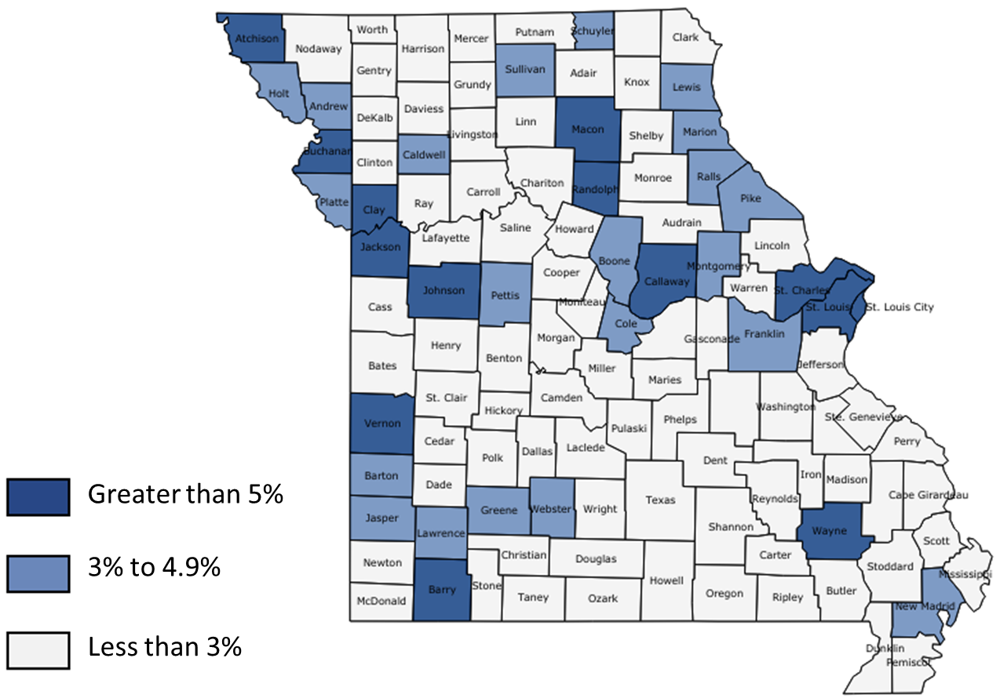 Atchison
Nodaway
Worth
Harrison
Mercer
Putnam
Schuyler
Clark
Gentry
Sullivan
Adair
Knox
Lewis
Holt
Andrew
DeKalb
Daviess
Grundy
Linn
Macon
Shelby
Marion
Livingston
Buchanan
Clinton
Caldwell
Chariton
Randolph
Monroe
Ralls
Pike
Platte
Clay
Ray
Carroll
Audrain
Jackson
Lafayette
Saline
Howard
Boone
Callaway
Montgomery
Lincoln
Cass
Johnson
Pettis
Cooper
Moniteau
Cole
Warren
St. Charles
St. Louis
St. Louis City
Bates
Henry
Benton
Morgan
Miller
Gasconade
Franklin
Jefferson
Maries
St. Clair
Hickory
Camden
Pulaski
Phelps
Washington
Ste. Genevieve
Perry
Vernon
Cedar
Polk
Dallas
Laclede
Dent
Iron
Madison
Barton
Dade
Greene
Webster
Wright
Texas
Reynolds
Cape Girardeau
Jasper
Lawrence
Shannon
Wayne
Scott
Newton
Christian
Douglas
Howell
Carter
Stoddard
Mississippi
McDonald
Barry
Stone
Taney
Ozark
Oregon
Ripley
Butler
New Madrid
Dunklin
Pemiscot
Greater than 5%
3% to 4.9%
Less than 3%